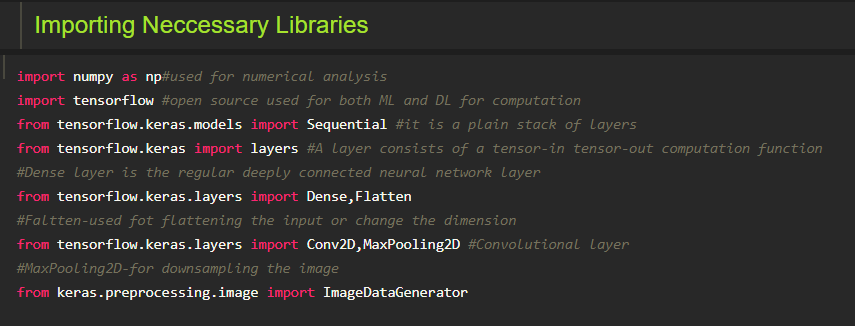 Importing Neccessary Libraries
import numpy as np#used for numerical analysis
import tensorflow #open source used for both ML and DL for computation
from tensorflow.keras.models import Sequential #it is a plain stack of layers
from tensorflow.keras import layers #A layer consists of a tensor-in tensor-out computation function
#Dense layer is the regular deeply connected neural network layer
from tensorflow.keras.layers import Dense,Flatten
#Faltten-used fot flattening the input or change the dimension
from tensorflow.keras.layers import Conv2D,MaxPooling2D #Convolutional layer
#MaxPooling2D-for downsampling the image
from keras.preprocessing.image import ImageDataGenerator